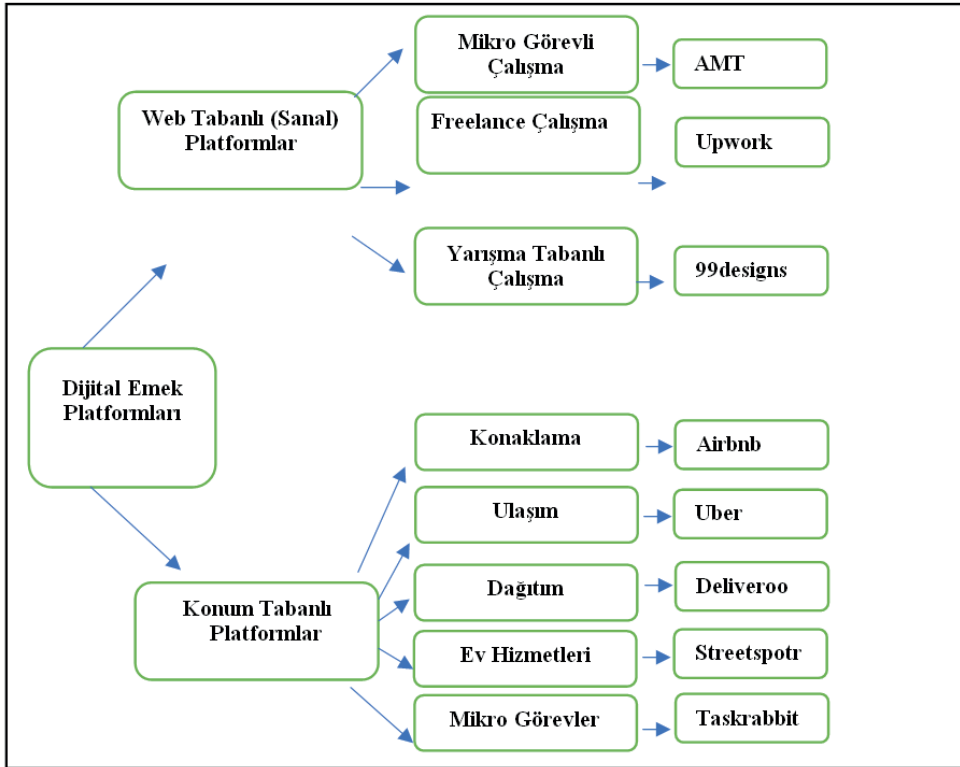 Mikro Görevli
Çalışma
AMT
Web Tabanlı (Sanal)
Platformlar
Freelance Çalışma
Upwork
Yarışma Tabanlı
Çalışma
99designs
Dijital Emek
Platformları
Konaklama
Airbnb
Ulaşım
Uber
Dağıtım
Deliveroo
Konum Tabanlı
Platformlar
Ev Hizmetleri
Streetspotr
Mikro Görevler
Taskrabbit